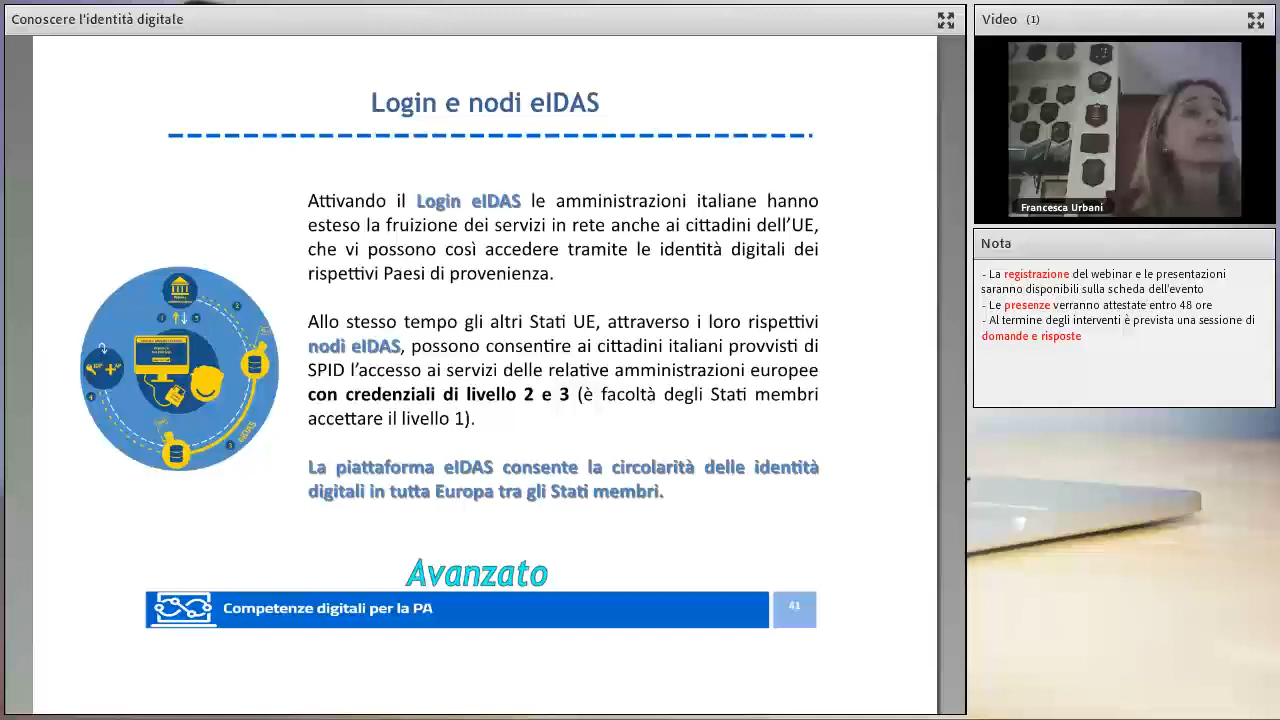 Conoscere l'identità digitale
Login e nodi eIDAS
Attivando il Login eIDAS le amministrazioni italiane hanno
esteso la fruizione dei servizi in rete anche ai cittadini dell'UE,
che vi possono così accedere tramite le identità digitali dei
rispettivi Paesi di provenienza.
Allo stesso tempo gli altri Stati UE, attraverso i loro rispettivi
nodi eIDAS, possono consentire ai cittadini italiani provvisti di
SPID l'accesso ai servizi delle relative amministrazioni europee
con credenziali di livello 2 e 3 (è facoltà degli Stati membri
accettare il livello 1).
La piattaforma eIDAS consente la circolarità delle identità
digitali in tutta Europa tra gli Stati membri.
eIDAS
Avanzato
Competenze digitali per la PA
41
Video (1)
Francesca Urbani
Nota
- La registrazione del webinar e le presentazioni
saranno disponibili sulla scheda dell'evento
- Le presenze verranno attestate entro 48 ore
- Al termine degli interventi è prevista una sessione di
domande e risposte